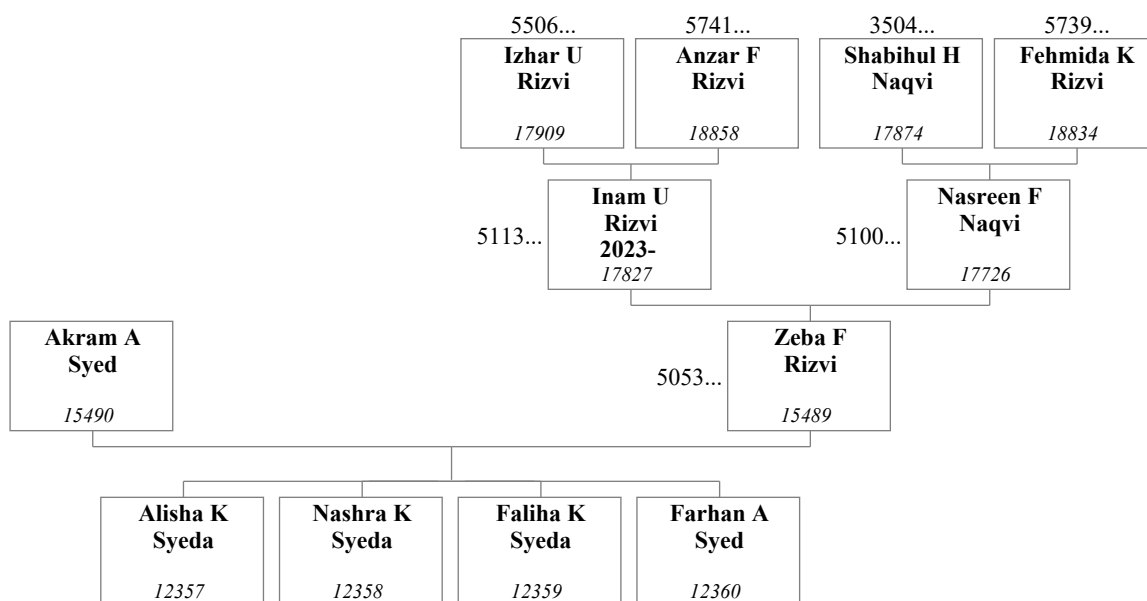 5506... 5741... 3504... 5739...
Izhar U
Rizvi
17909
Anzar F
Rizvi
18858
Shabihul H
Naqvi
17874
Fehmida K
Rizvi
18834
5113...
Inam U
Rizvi
2023-
17827
5100...
Nasreen F
Naqvi
17726
Akram A
Syed
15490
5053...
Zeba F
Rizvi
15489
Alisha K
Syeda
12357
Nashra K
Syeda
12358
Faliha K
Syeda
12359
Farhan A
Syed
12360